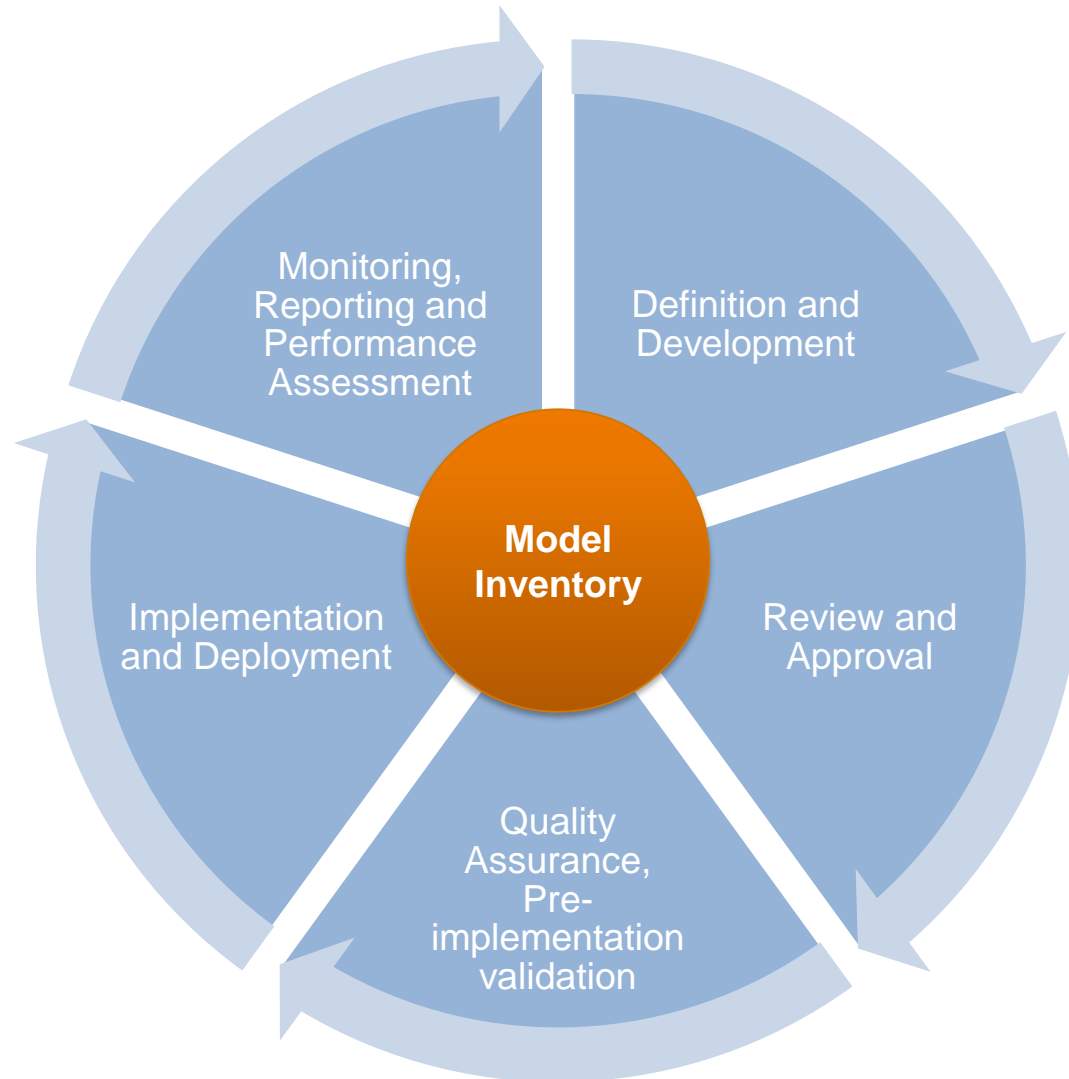 Monitoring,
Reporting and
Performance
Assessment
Definition and
Development
Model
Inventory
Implementation
and Deployment
Review and
Approval
Quality
Assurance,
Pre-
implementation
validation